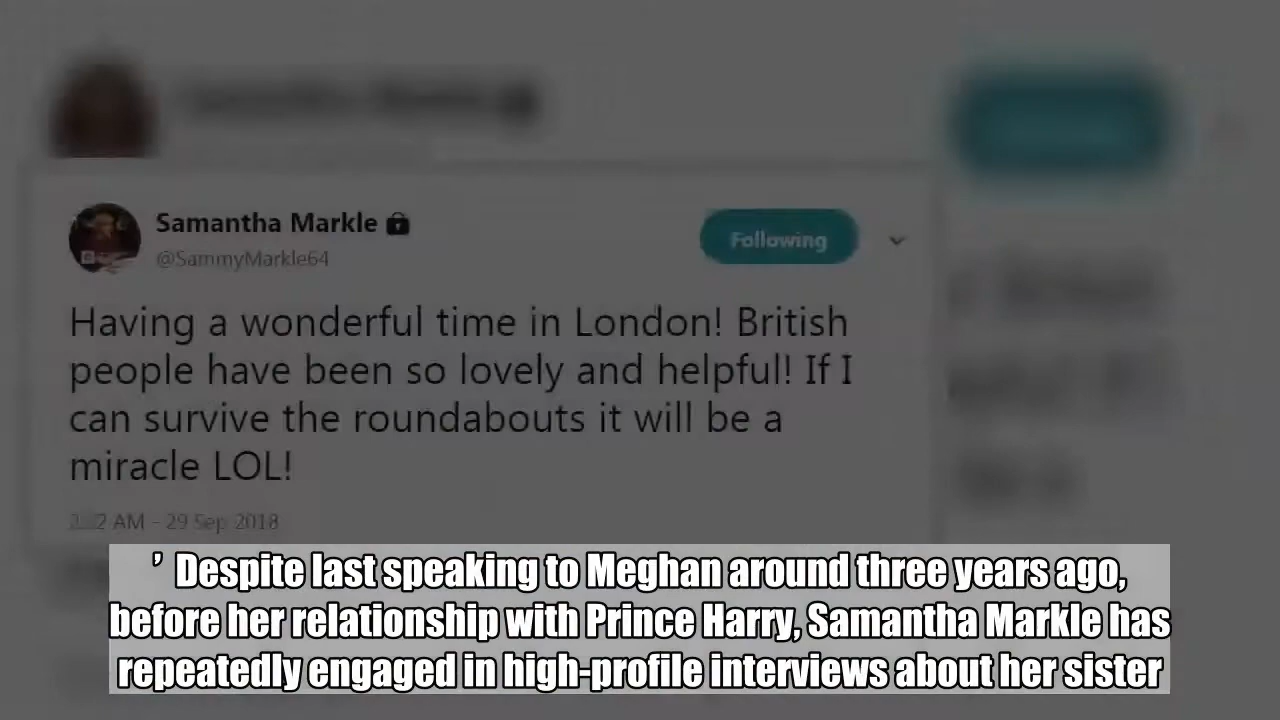 Samantha Markle
@SammyMarkle64
Following
Having a wonderful time in London! British
people have been so lovely and helpful! If I
can survive the roundabouts it will be a
miracle LOL!
AM - 29 Sep 2018
’ Despite last speaking to Meghan around three years ago,
before her relationship with Prince Harry, Samantha Markle has
repeatedly engaged in high-profile interviews about her sister